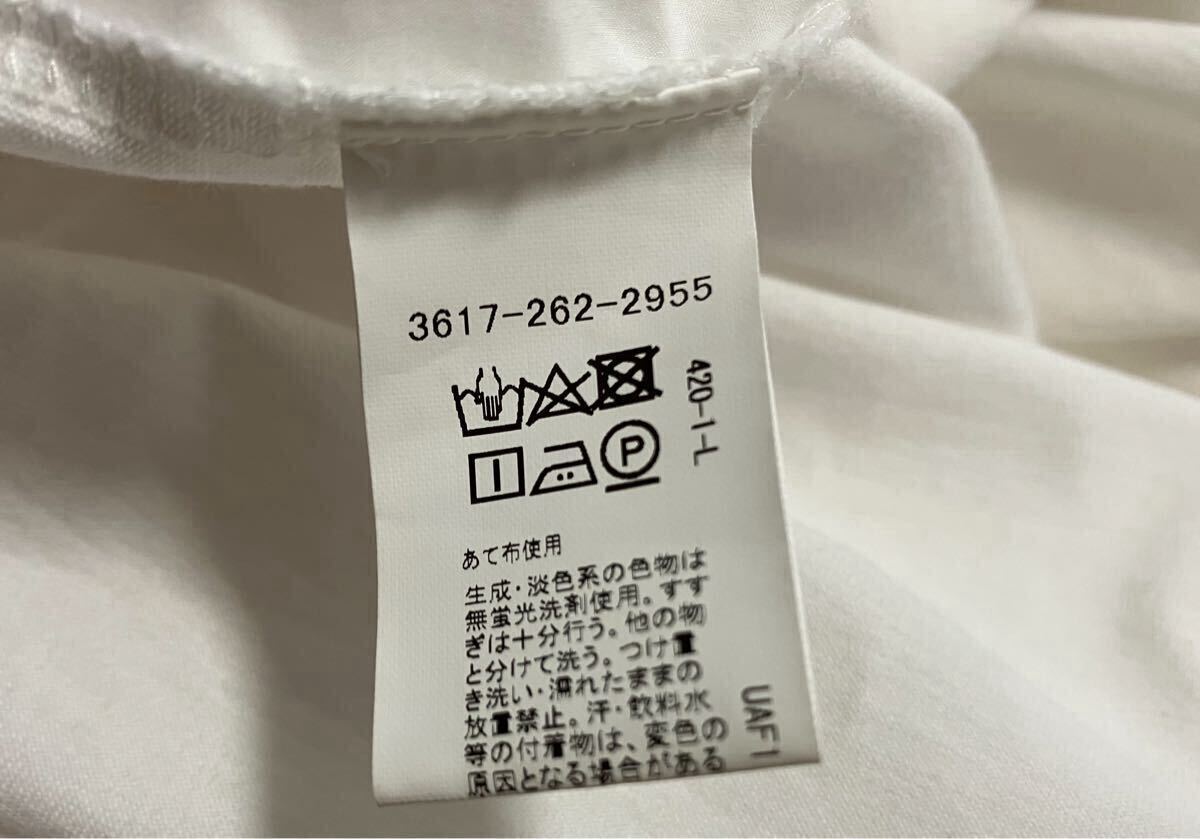 3617-262-2955
420-1-L
P
あて布使用
生成・淡色系の色物は
無蛍光洗剤使用。すす
ぎは十分行う。他の物
と分けて洗う。つけ置
き洗い・濡れたままの
放置禁止。汗・飲料水
等の付着物は、変色の
原因となる場合がある
UAF1